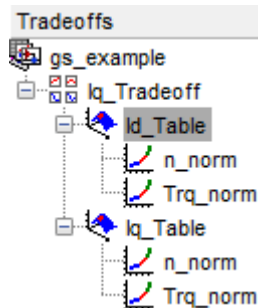 Tradeoffs
gs_example
Iq_Tradeoff
Id_Table
n_norm
Trq_norm
Iq_Table
n_norm
Trq_norm